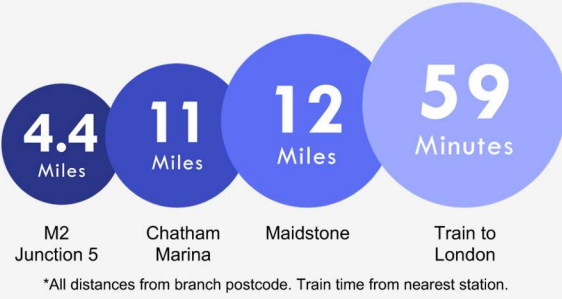 4.4
Miles
11
Miles
12
Miles
59
Minutes
M2
Junction 5
Chatham
Marina
Maidstone
Train to
London
*All distances from branch postcode. Train time from nearest station.